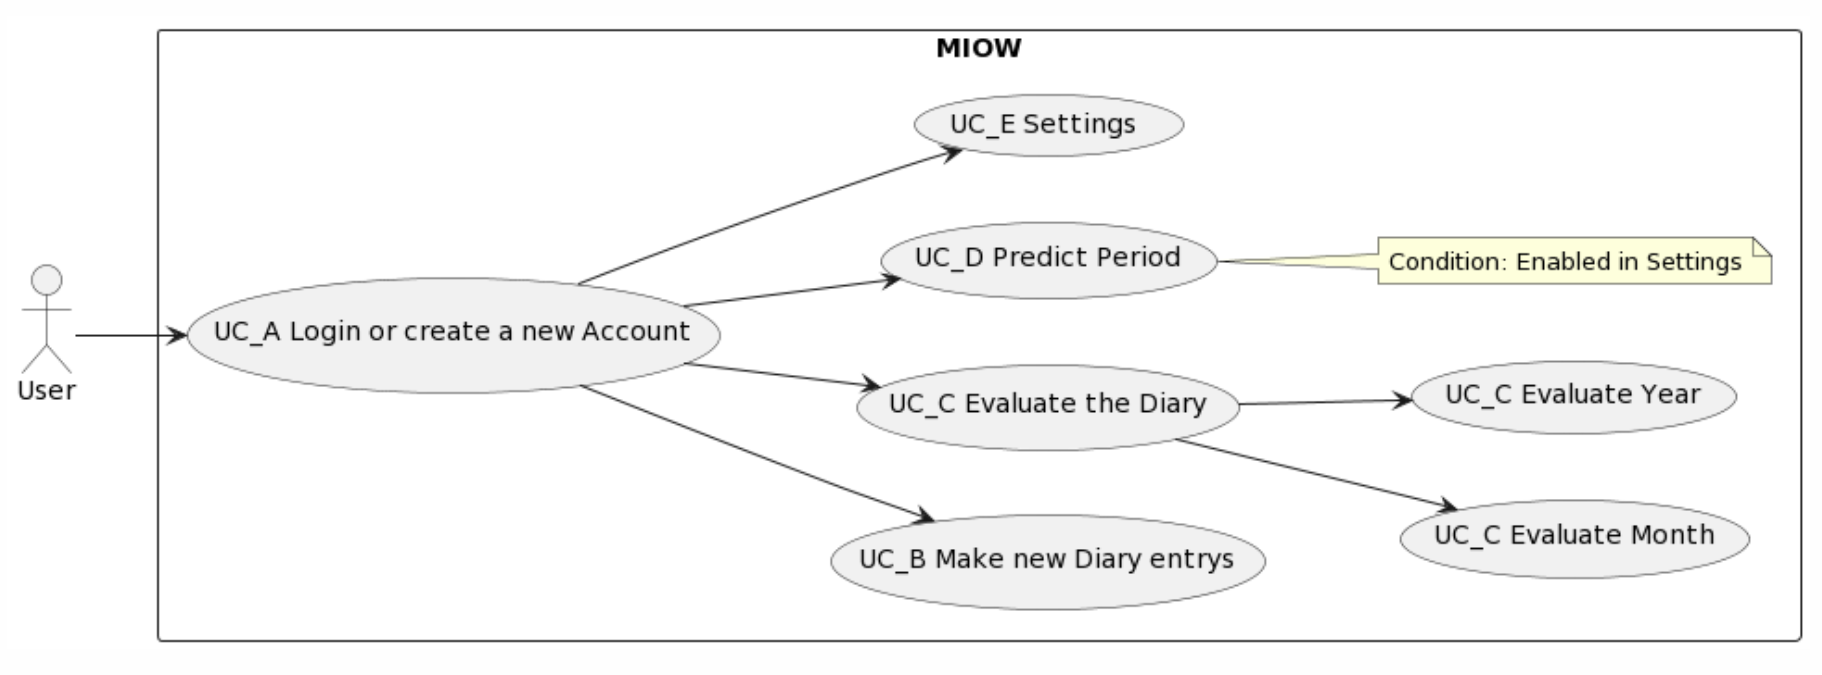 MIOW
UC_E Settings
UC_D Predict Period
Condition: Enabled in Settings
UC_A Login or create a new Account
User
UC_C Evaluate the Diary
UC_C Evaluate Year
UC_C Evaluate Month
UC_B Make new Diary entrys